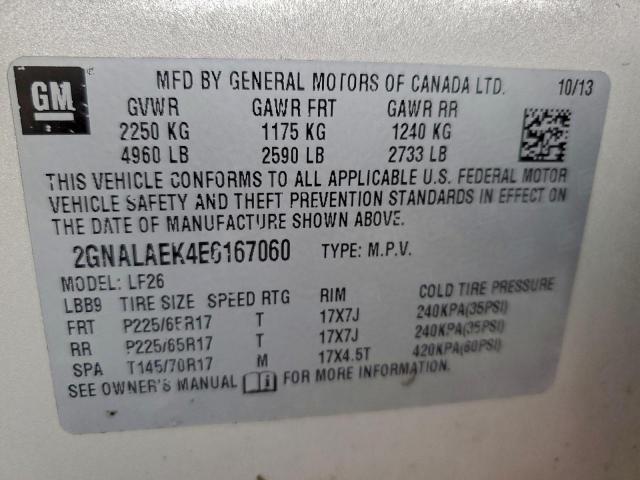 GM
MFD BY GENERAL MOTORS OF CANADA LTD. 10/13
GVWR GAWR FRT GAWR RR
2250 KG 1175 KG 1240 KG
4960 LB 2590 LB 2733 LB
THIS VEHICLE CONFORMS TO ALL APPLICABLE U.S. FEDERAL MOTOR
VEHICLE SAFETY AND THEFT PREVENTION STANDARDS IN EFFECT ON
THE DATE OF MANUFACTURE SHOWN ABOVE.
2GNALAEK4E6167060 TYPE: M.P.V.
MODEL: LF26
LBB9 TIRE SIZE SPEED RTG RIM COLD TIRE PRESSURE
FRT P225/65R17 T 17X7J 240KPA(35PSI)
RR P225/65R17 T 17X7J 240KPA(35PSI)
SPA T145/70R17 M 17X4.5T 420KPA(60PSI)
SEE OWNER'S MANUAL FOR MORE INFORMATION.